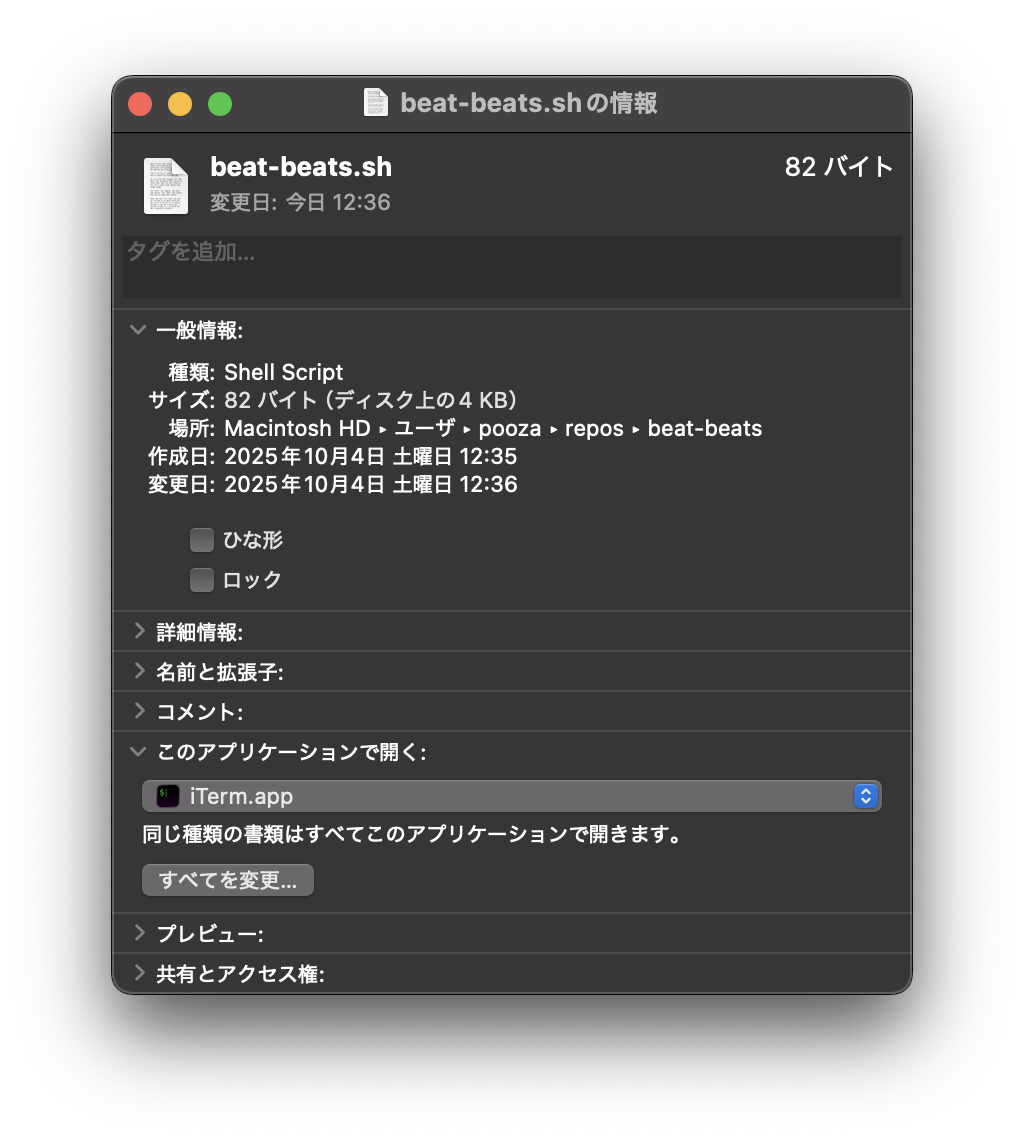 beat-beats.shの情報
beat-beats.sh
82 バイト
変更日: 今日 12:36
タグを追加...
一般情報:
種類: Shell Script
サイズ: 82 バイト（ディスク上の4 KB）
場所: Macintosh HD ▸ ユーザ ▸ pooza ▸ repos ▸ beat-beats
作成日: 2025年10月4日 土曜日 12:35
変更日: 2025年10月4日 土曜日 12:36
ひな形
ロック
詳細情報:
名前と拡張子:
コメント:
このアプリケーションで開く:
$ iTerm.app
同じ種類の書類はすべてこのアプリケーションで開きます。
すべてを変更...
プレビュー:
共有とアクセス権: